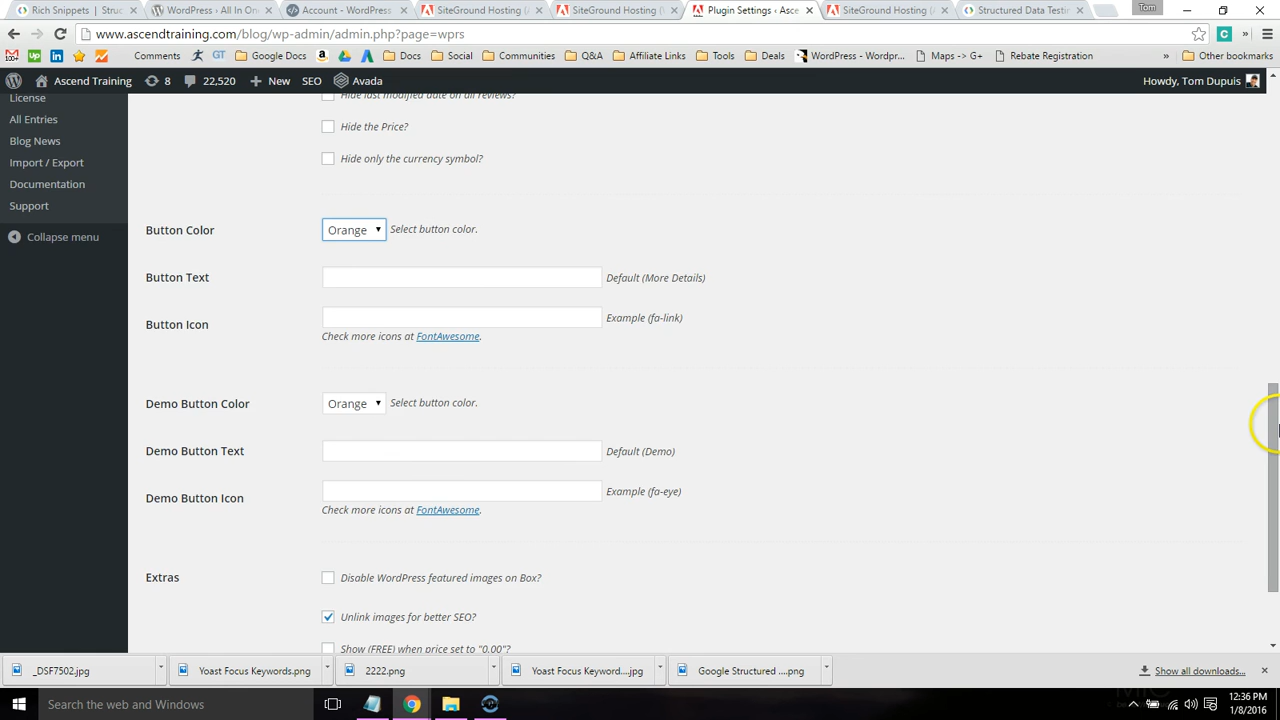 Rich Snippets | Struc
WordPress › All In One
Account - WordPress
SiteGround Hosting (A
SiteGround Hosting (V
Plugin Settings ‹ Asce
SiteGround Hosting (A
Structured Data Testin
Tom
www.ascendtraining.com/blog/wp-admin/admin.php?page=wprs
Comments
GT
Google Docs
Docs
Social
Communities
Q&A
Affiliate Links
Tools
Deals
WordPress - Wordpr...
Maps -> G+
Rebate Registration
»
Other bookmarks
Ascend Training
8
22,520
New
SEO
Avada
Howdy, Tom Dupuis
License
All Entries
Blog News
Import / Export
Documentation
Support
Collapse menu
Hide last modified date on all reviews?
Hide the Price?
Hide only the currency symbol?
Button Color
Orange
Select button color.
Button Text
Default (More Details)
Button Icon
Example (fa-link)
Check more icons at FontAwesome.
Demo Button Color
Orange
Select button color.
Demo Button Text
Default (Demo)
Demo Button Icon
Example (fa-eye)
Check more icons at FontAwesome.
Extras
Disable WordPress featured images on Box?
Unlink images for better SEO?
Show (FREE) when price set to "0.00"?
_DSF7502.jpg
Yoast Focus Keywords.png
2222.png
Yoast Focus Keyword....jpg
Google Structured ....png
Show all downloads...
Search the web and Windows
12:36 PM
1/8/2016